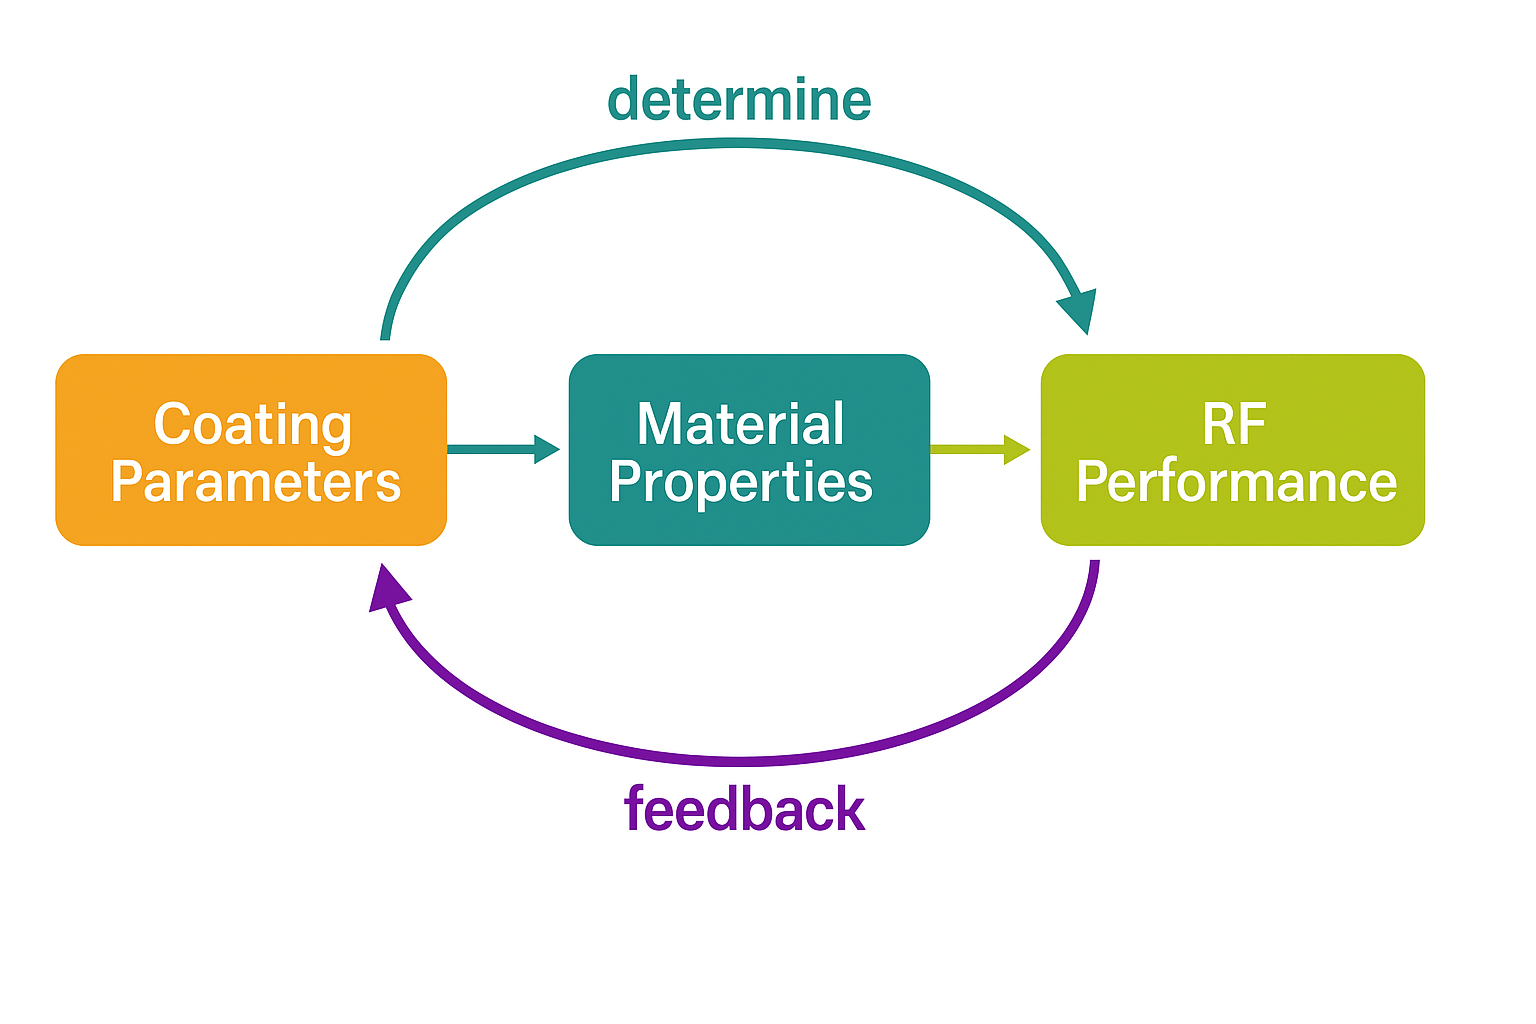 determine
Coating
Parameters
Material
Properties
RF
Performance
feedback